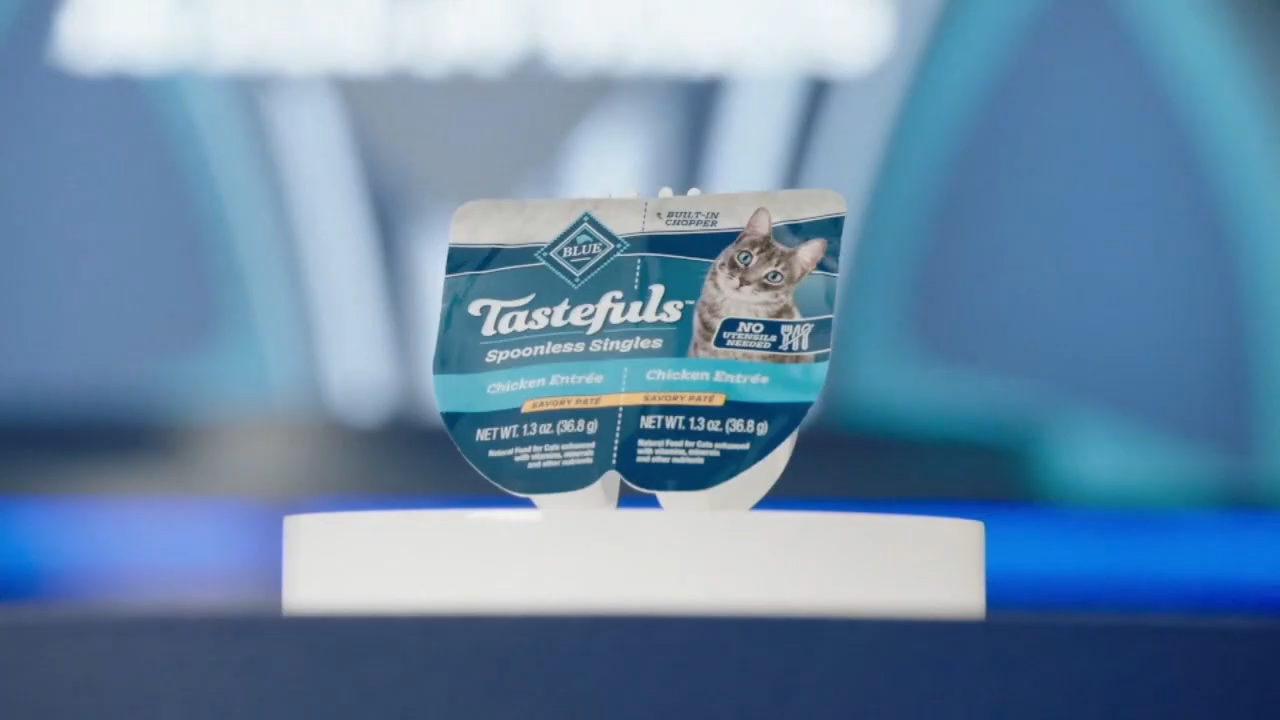 BUILT-IN
CHOPPER
BLUE
Tastefuls™
Spoonless Singles
NO
UTENSILS
NEEDED
Chicken Entrée
Chicken Entrée
SAVORY PATÉ
SAVORY PATÉ
NET WT. 1.3 oz. (36.8 g)
NET WT. 1.3 oz. (36.8 g)
Natural Food for Cats enhanced
with vitamins, minerals
and other nutrients
Natural Food for Cats enhanced
with vitamins, minerals
and other nutrients